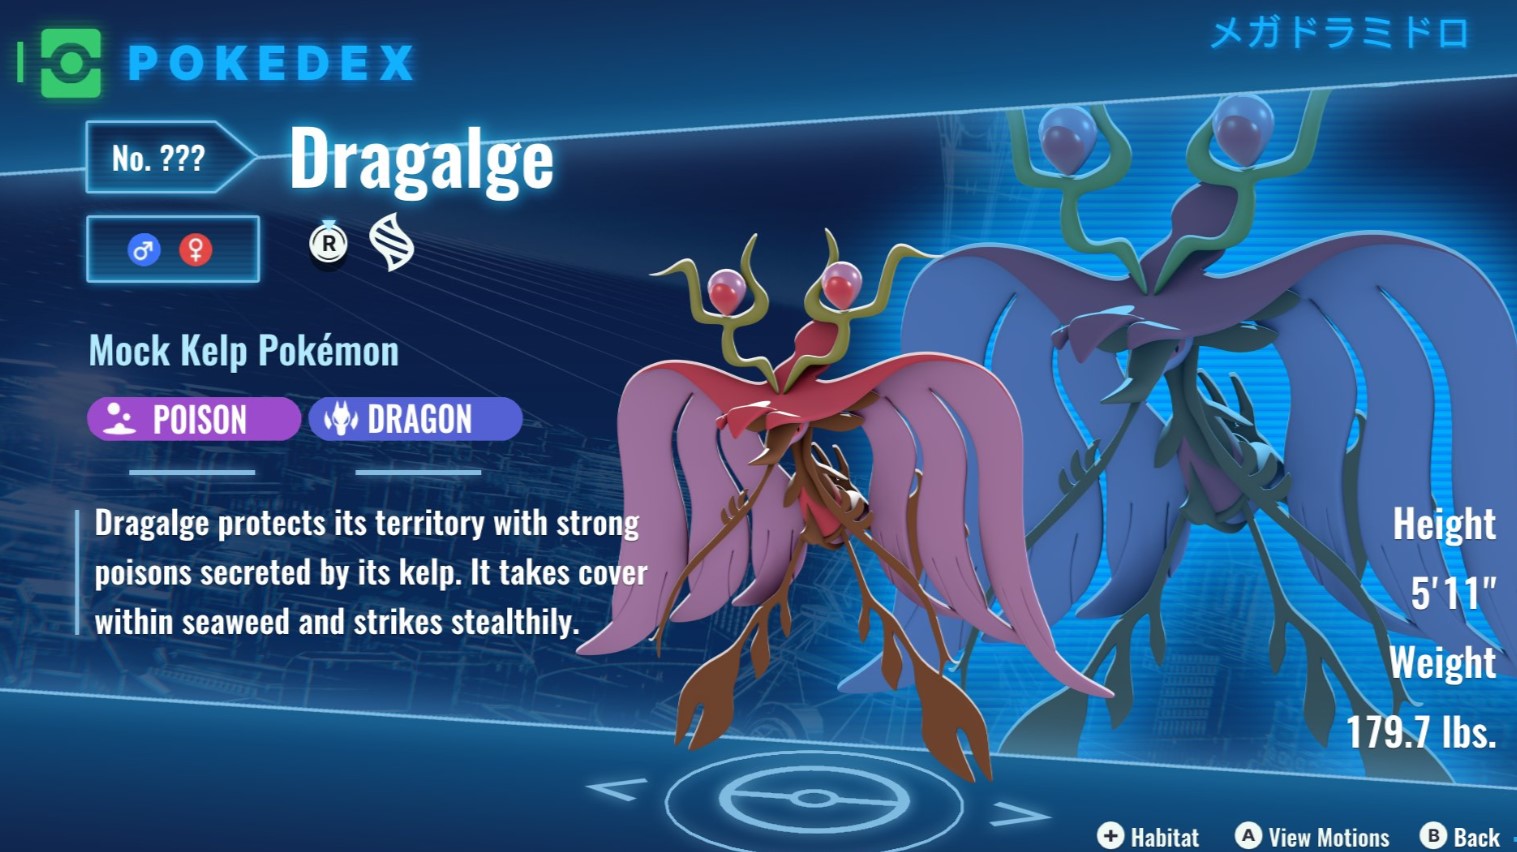 POKEDEX
メガドラミドロ
No. ???
Dragalge
♂ ♀
R
Mock Kelp Pokémon
POISON
DRAGON
Dragalge protects its territory with strong
poisons secreted by its kelp. It takes cover
within seaweed and strikes stealthily.
Height
5'11"
Weight
179.7 lbs.
+ Habitat
A View Motions
B Back